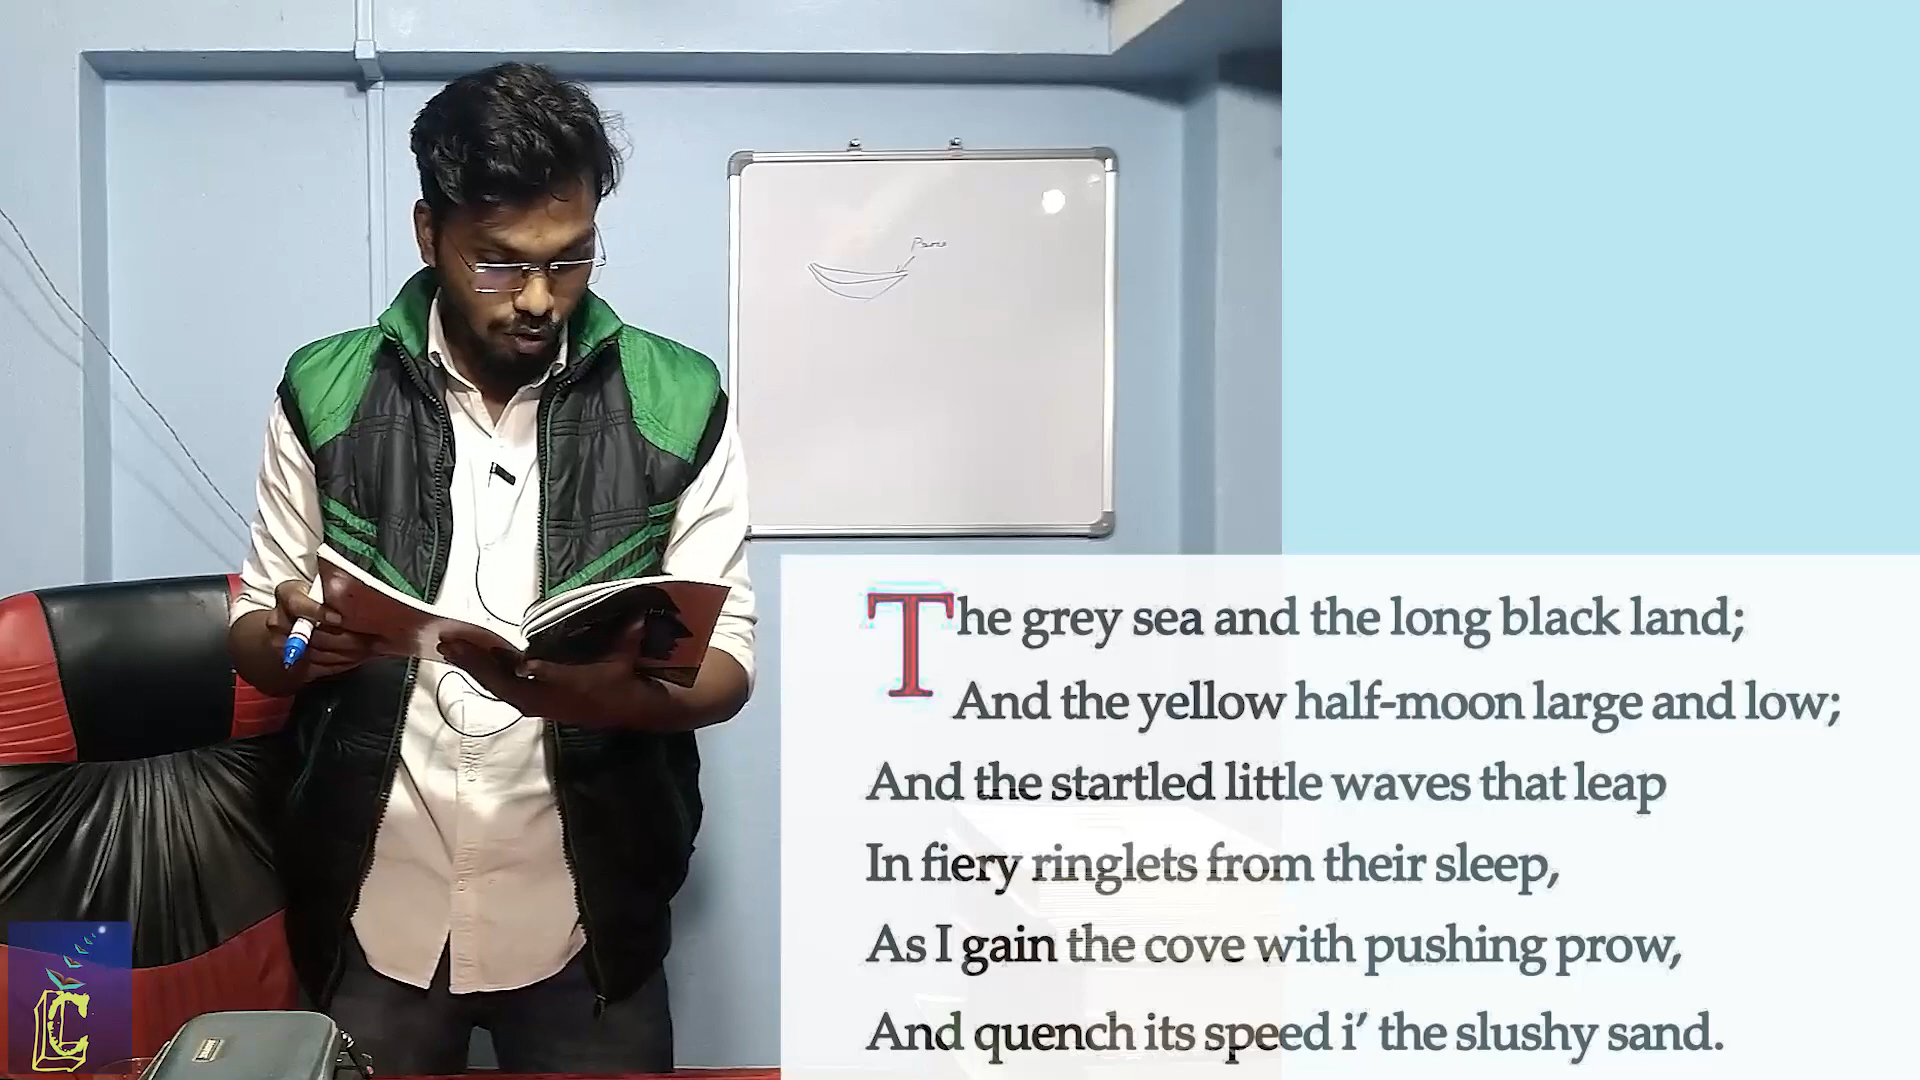 Prow
The grey sea and the long black land;
And the yellow half-moon large and low;
And the startled little waves that leap
In fiery ringlets from their sleep,
As I gain the cove with pushing prow,
And quench its speed i’ the slushy sand.
LC